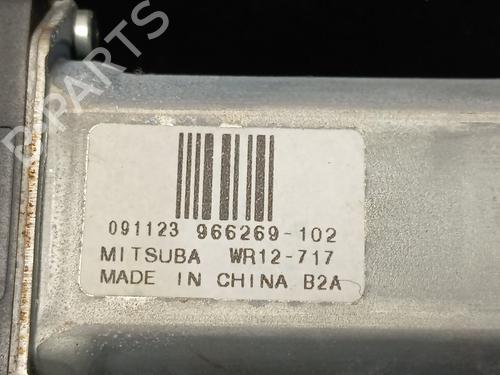 B-PARTS
091123 966269-102
MITSUBA WR12-717
MADE IN CHINA B2A